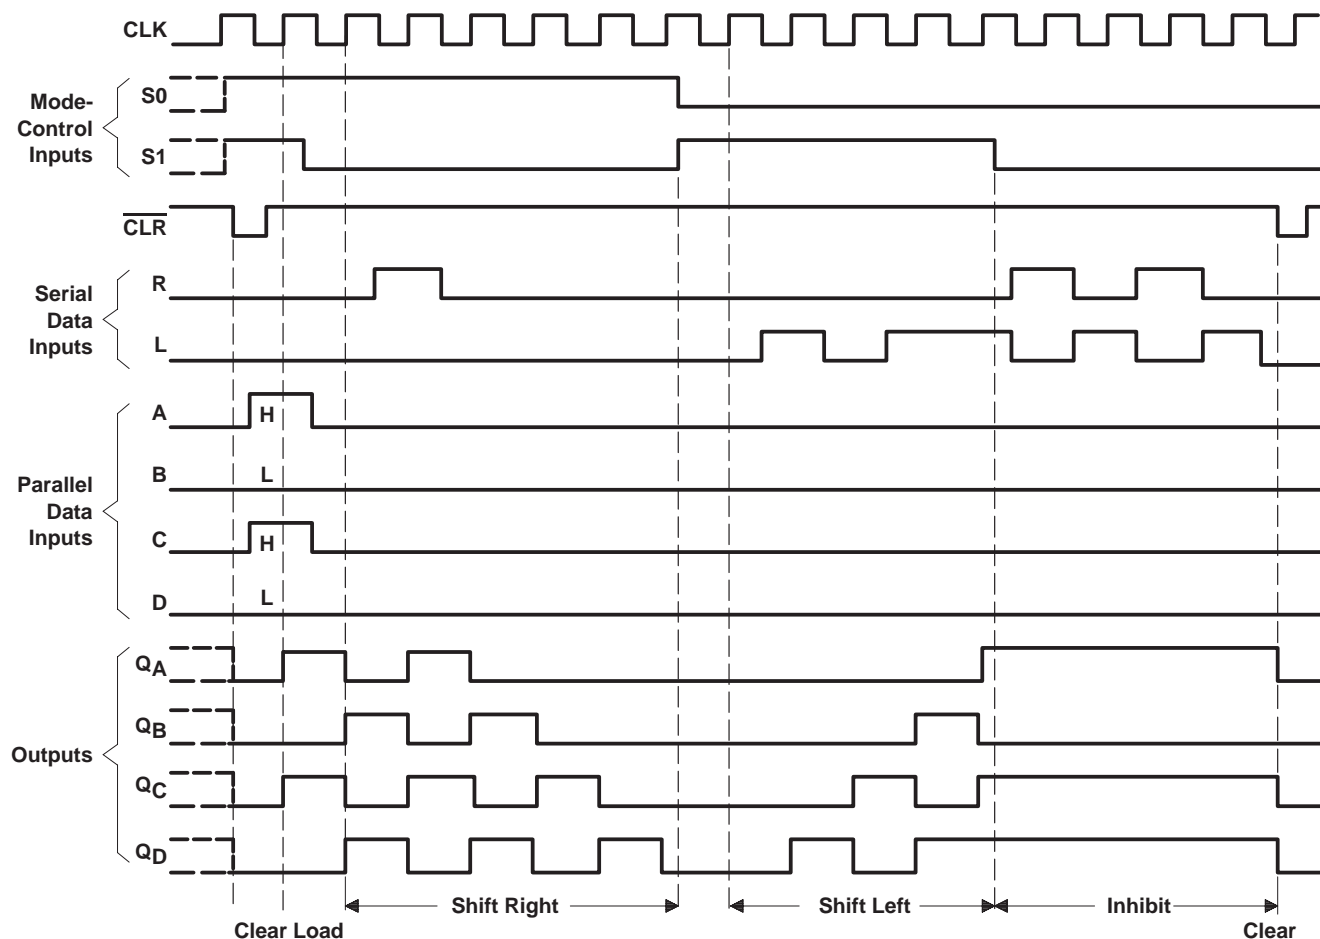 CLK
Mode-
Control
Inputs
S0
S1
CLR
Serial
Data
Inputs
R
L
Parallel
Data
Inputs
A
H
B
L
C
H
D
L
Outputs
QA
QB
QC
QD
Shift Right
Shift Left
Inhibit
Clear Load
Clear